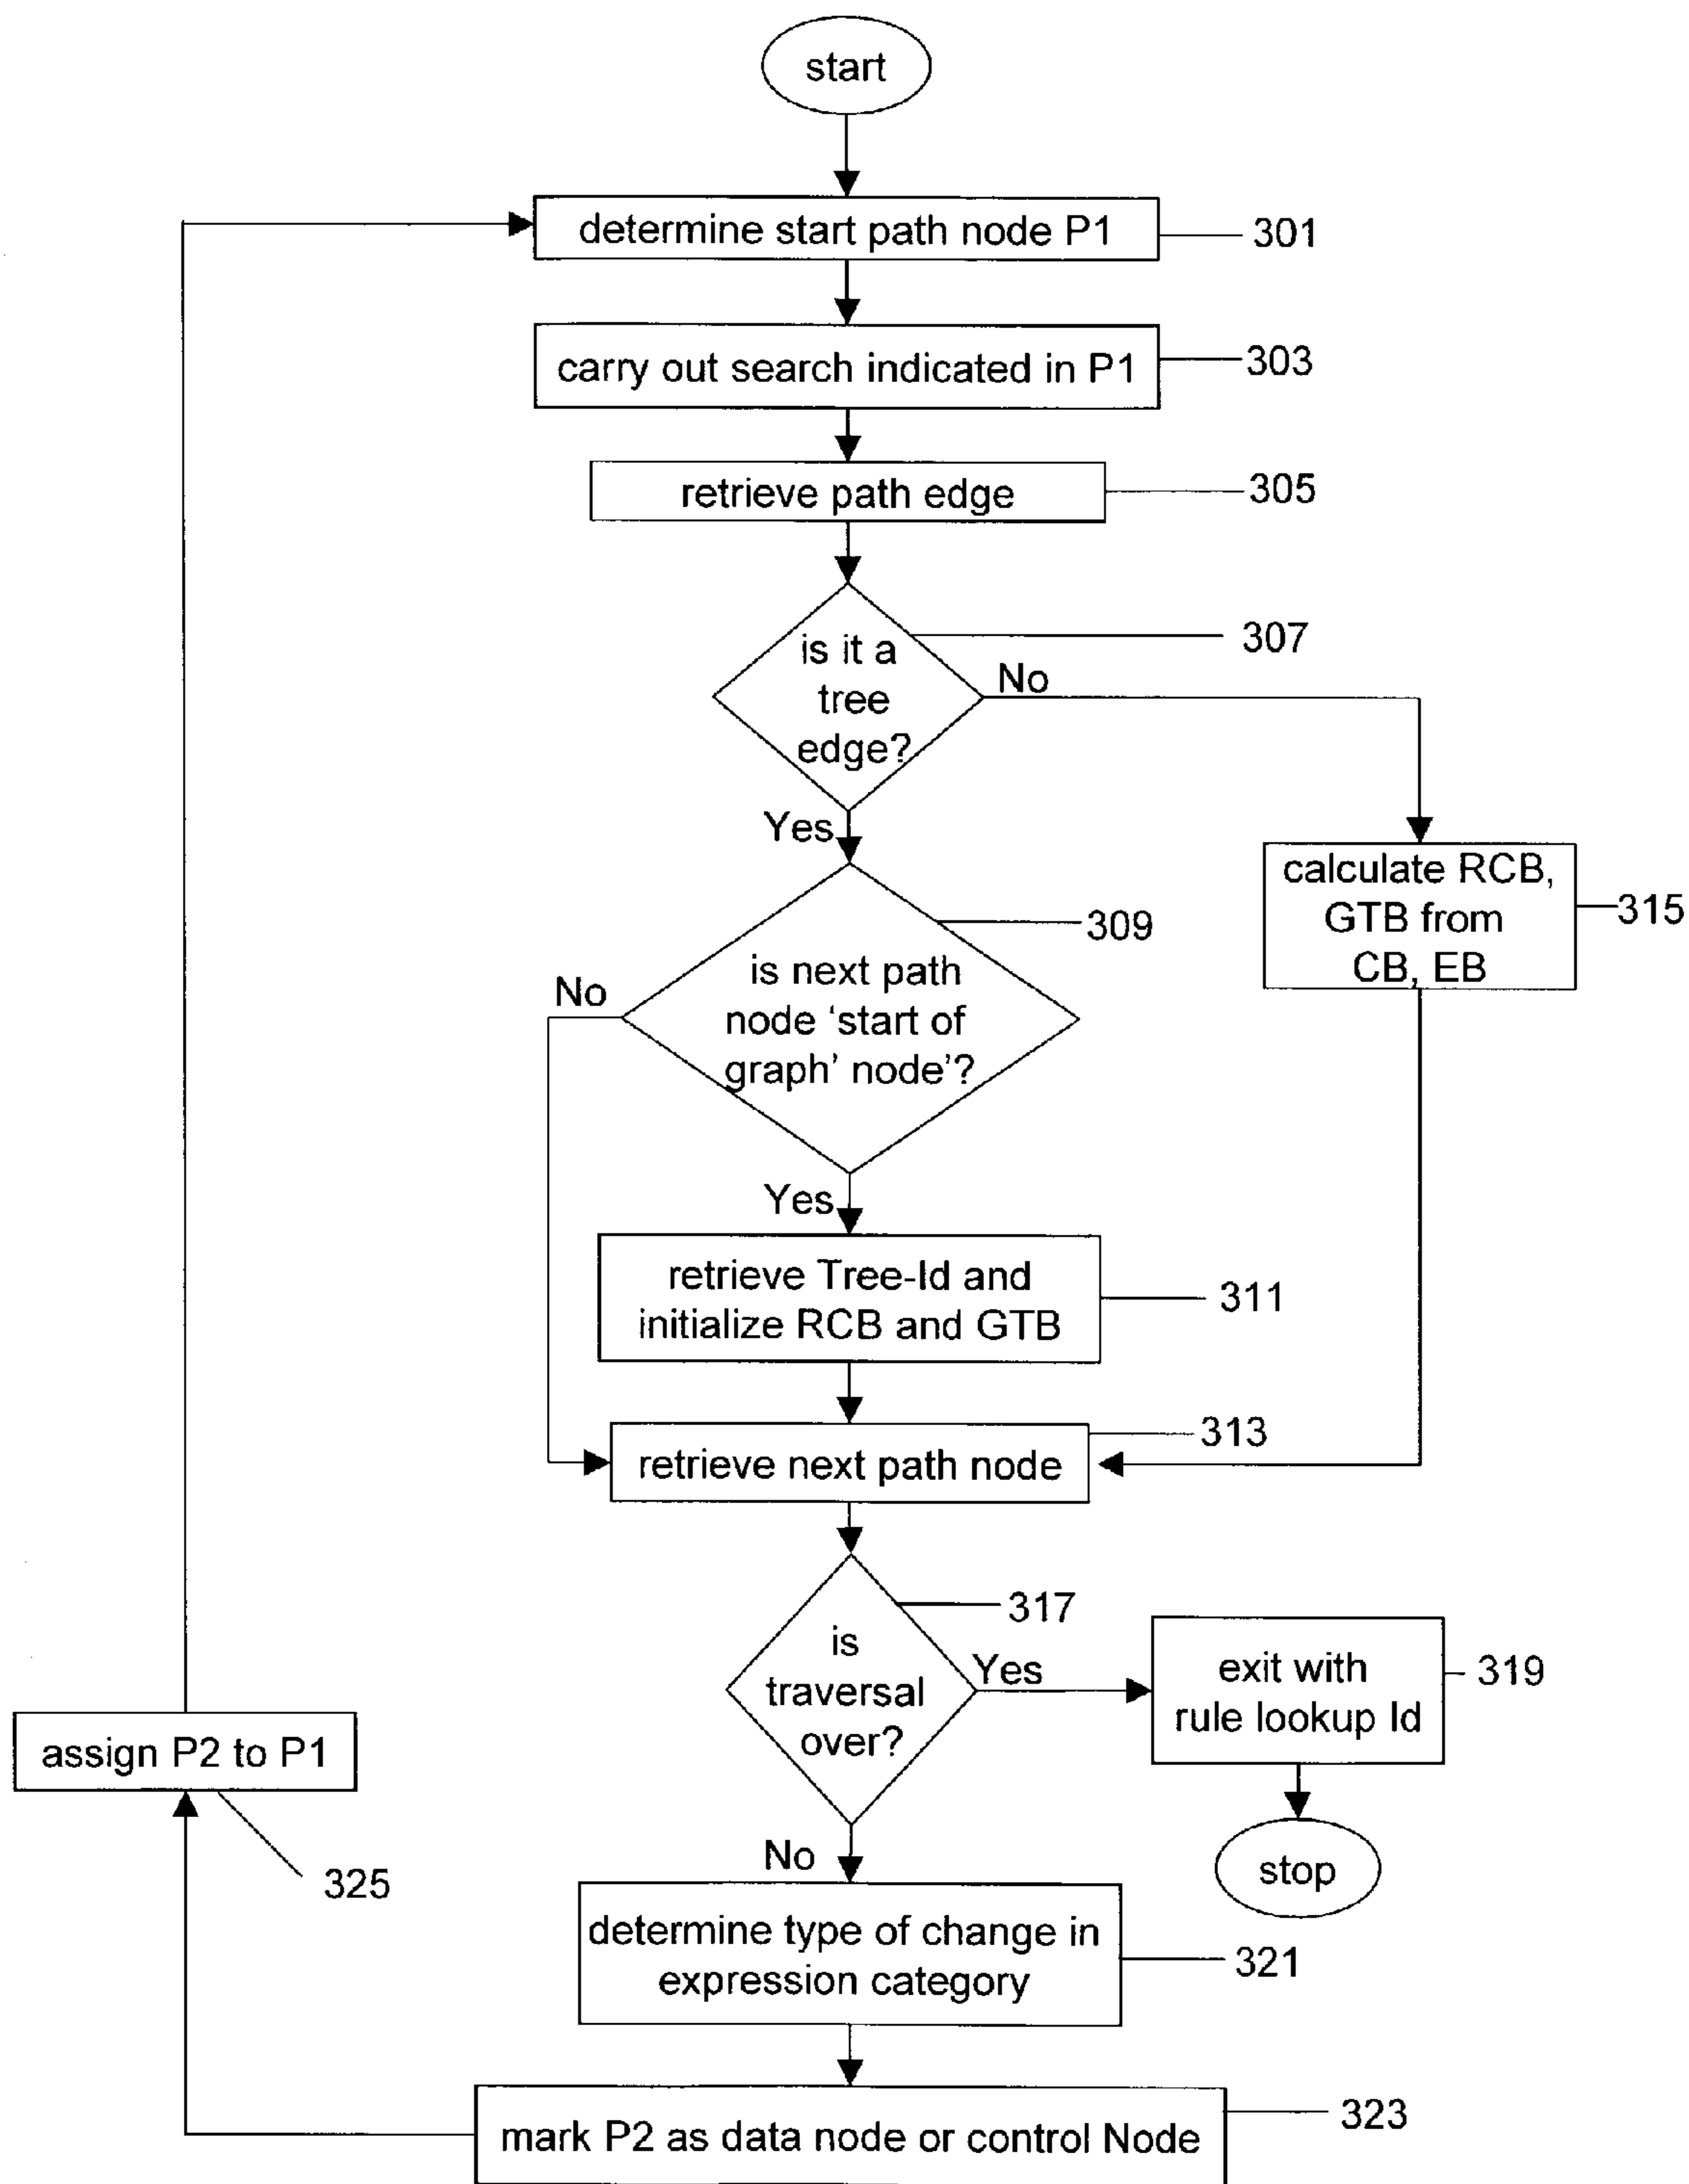 start
determine start path node P1
301
carry out search indicated in P1
303
retrieve path edge
305
is it a
tree
edge?
307
No
Yes
calculate RCB,
GTB from
CB, EB
315
is next path
node ‘start of
graph’ node’?
309
No
Yes
retrieve Tree-Id and
initialize RCB and GTB
311
retrieve next path node
313
is
traversal
over?
317
Yes
exit with
rule lookup Id
319
stop
No
assign P2 to P1
325
determine type of change in
expression category
321
mark P2 as data node or control Node
323